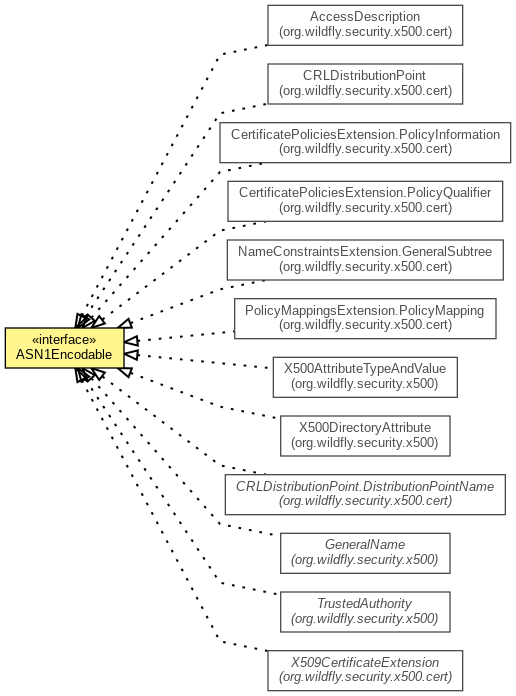 AccessDescription
(org.wildfly.security.x500.cert)
CRLDistributionPoint
(org.wildfly.security.x500.cert)
CertificatePoliciesExtension.PolicyInformation
(org.wildfly.security.x500.cert)
CertificatePoliciesExtension.PolicyQualifier
(org.wildfly.security.x500.cert)
NameConstraintsExtension.GeneralSubtree
(org.wildfly.security.x500.cert)
PolicyMappingsExtension.PolicyMapping
(org.wildfly.security.x500.cert)
«interface»
ASN1Encodable
X500AttributeTypeAndValue
(org.wildfly.security.x500)
X500DirectoryAttribute
(org.wildfly.security.x500)
CRLDistributionPoint.DistributionPointName
(org.wildfly.security.x500.cert)
GeneralName
(org.wildfly.security.x500)
TrustedAuthority
(org.wildfly.security.x500)
X509CertificateExtension
(org.wildfly.security.x500.cert)